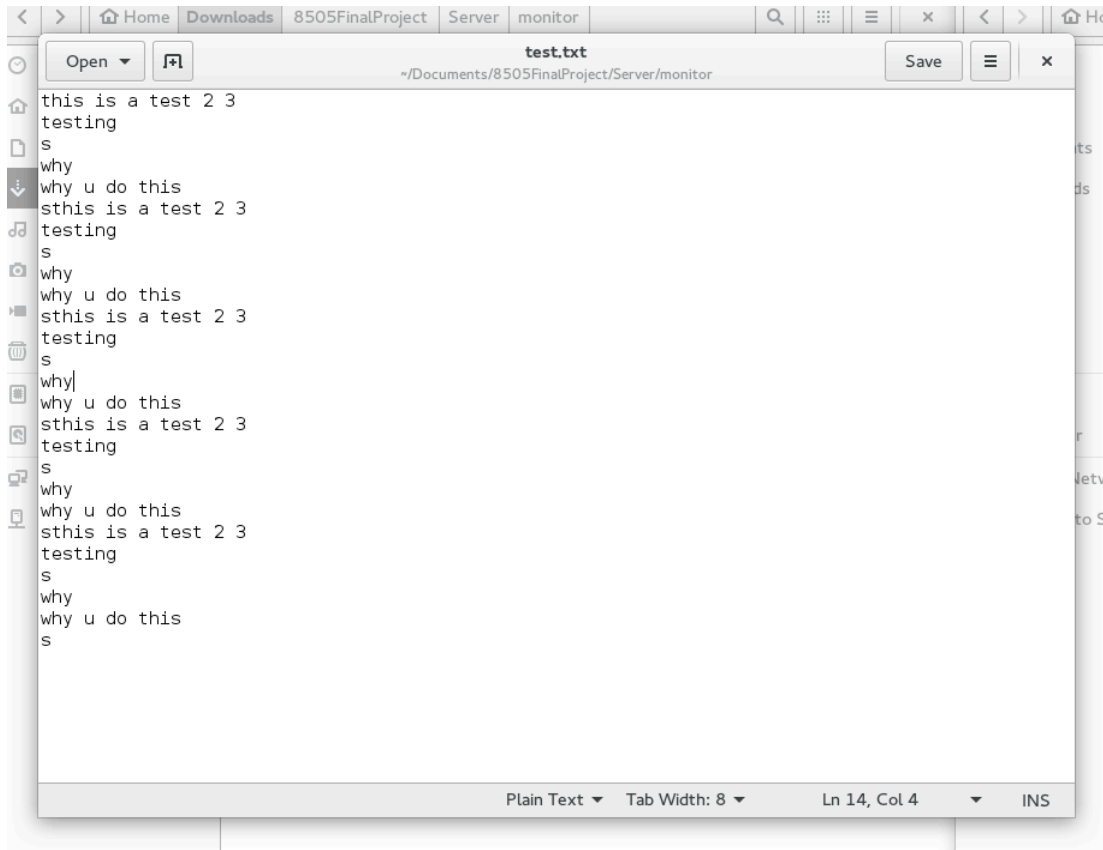 Home Downloads 8505FinalProject Server monitor
Open test.txt Save
~/Documents/8505FinalProject/Server/monitor
this is a test 2 3
testing
s
why
why u do this
sthis is a test 2 3
testing
s
why
why u do this
sthis is a test 2 3
testing
s
why
why u do this
sthis is a test 2 3
testing
s
why
why u do this
sthis is a test 2 3
testing
s
why
why u do this
s
Plain Text Tab Width: 8 Ln 14, Col 4 INS